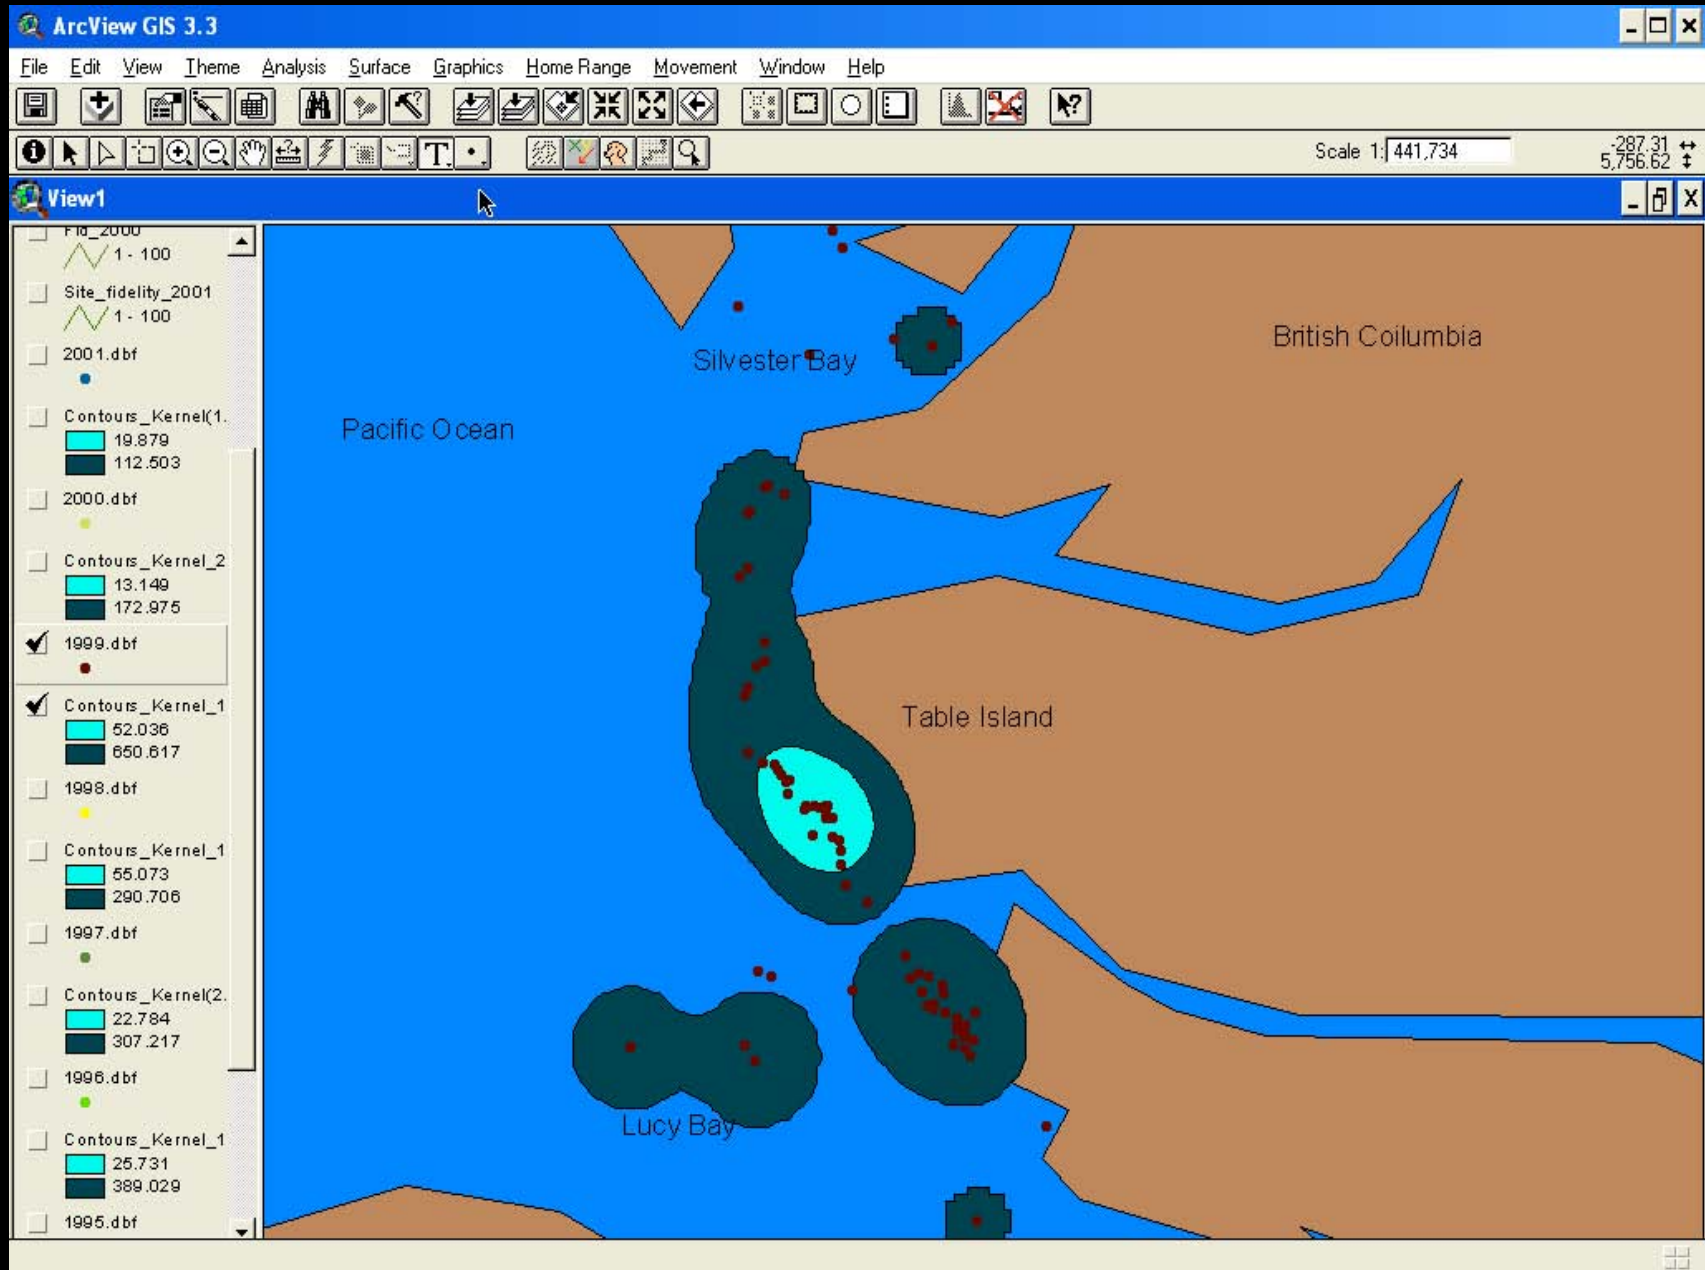 ArcView GIS 3.3
File Edit View Theme Analysis Surface Graphics Home Range Movement Window Help
Scale 1: 441,734
-287.31
5,756.62
View1
Fid_2000
1 - 100
Site_fidelity_2001
1 - 100
2001.dbf
Contours_Kernel(1.
19.879
112.503
2000.dbf
Contours_Kernel_2
13.149
172.975
1999.dbf
Contours_Kernel_1
52.036
650.617
1998.dbf
Contours_Kernel_1
55.073
290.706
1997.dbf
Contours_Kernel(2.
22.784
307.217
1996.dbf
Contours_Kernel_1
25.731
389.029
1995.dbf
British Coilumbia
Silvester Bay
Pacific Ocean
Table Island
Lucy Bay